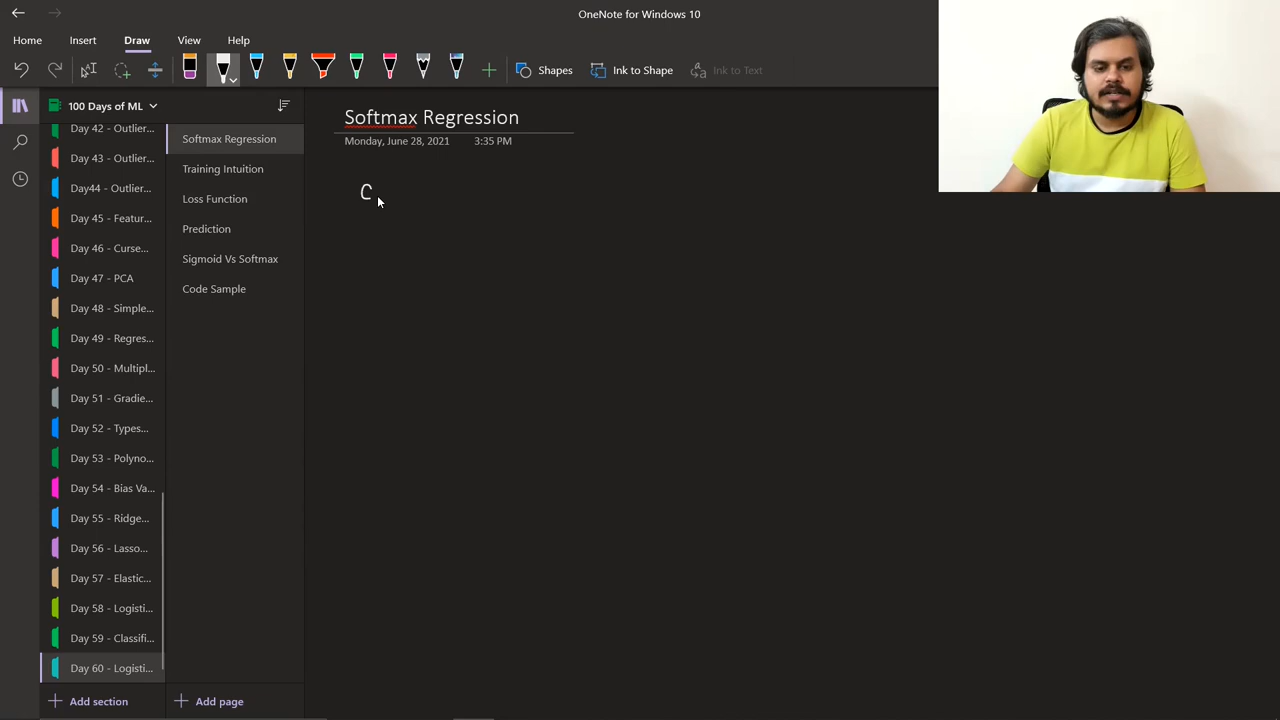 OneNote for Windows 10
Home Insert Draw View Help
Shapes Ink to Shape Ink to Text
100 Days of ML
Day 42 - Outlier...
Day 43 - Outlier...
Day44 - Outlier...
Day 45 - Featur...
Day 46 - Curse...
Day 47 - PCA
Day 48 - Simple...
Day 49 - Regres...
Day 50 - Multipl...
Day 51 - Gradie...
Day 52 - Types...
Day 53 - Polyno...
Day 54 - Bias Va...
Day 55 - Ridge...
Day 56 - Lasso...
Day 57 - Elastic...
Day 58 - Logisti...
Day 59 - Classifi...
Day 60 - Logisti...
Add section
Softmax Regression
Training Intuition
Loss Function
Prediction
Sigmoid Vs Softmax
Code Sample
Add page
Softmax Regression
Monday, June 28, 2021 3:35 PM
C